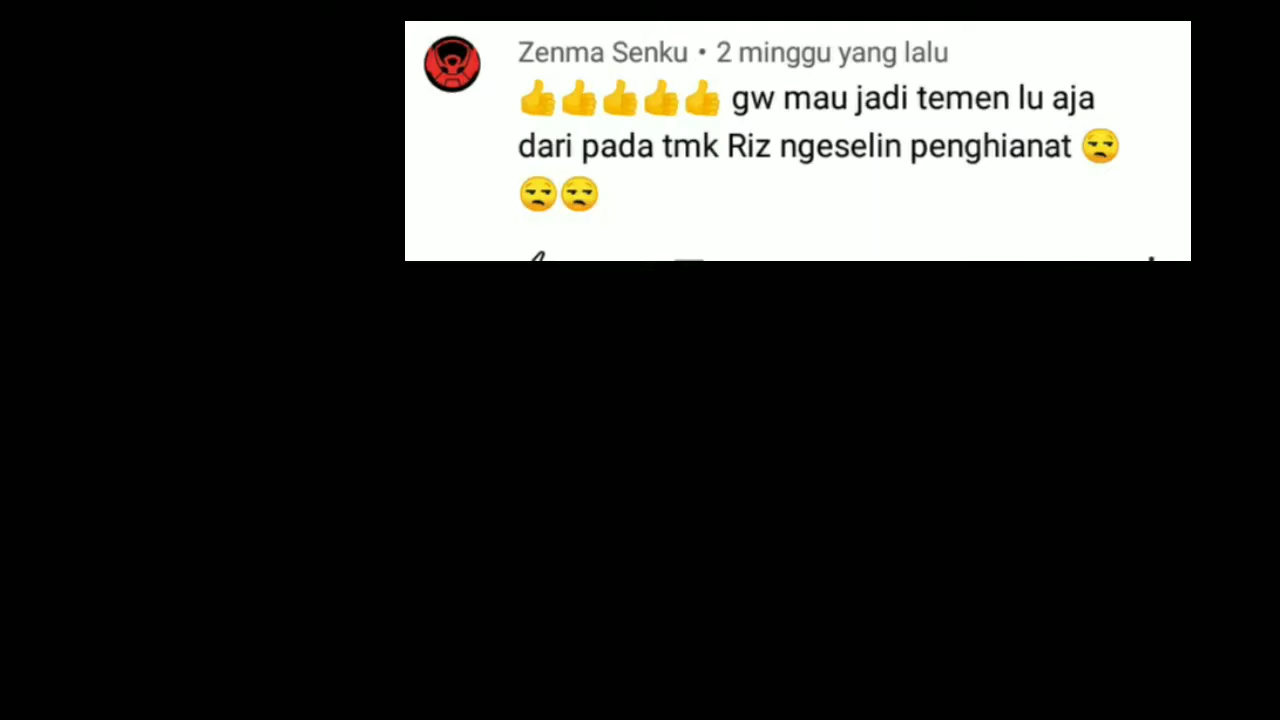 Zenma Senku • 2 minggu yang lalu
👍👍👍👍👍 gw mau jadi temen lu aja
dari pada tmk Riz ngeselin penghianat 😒
😒😒